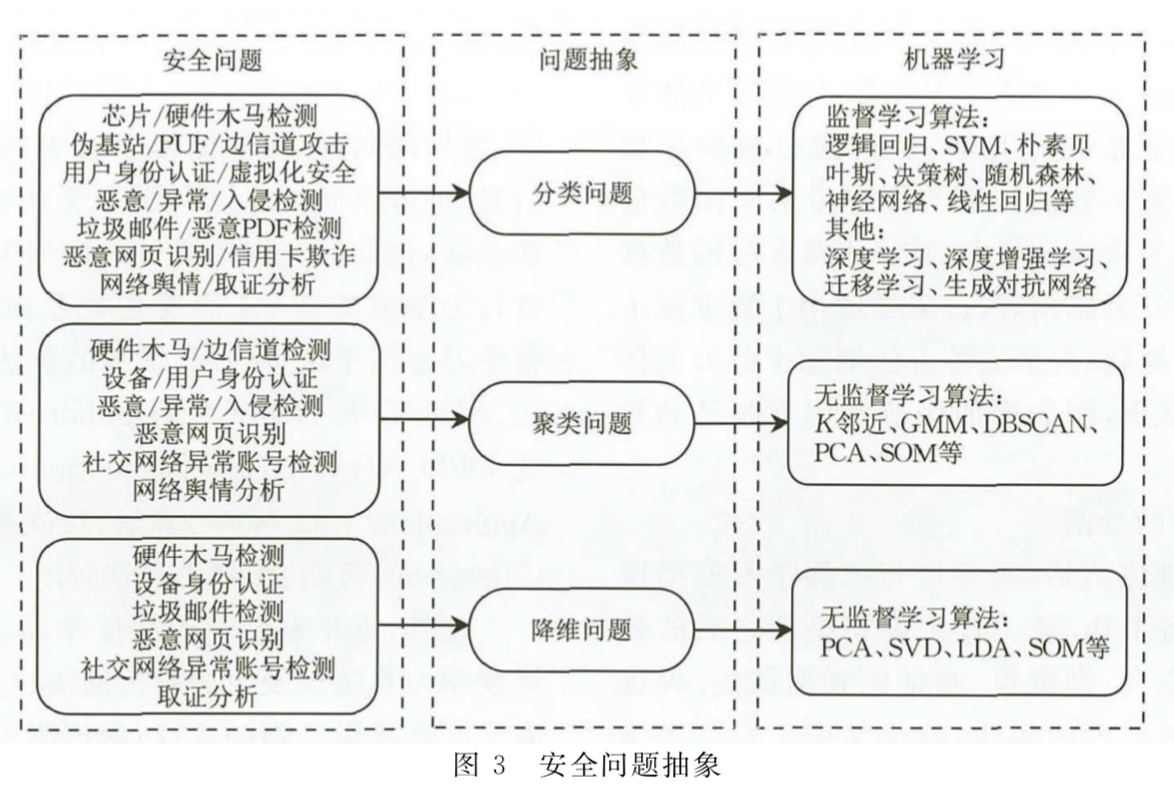 安全问题
芯片/硬件木马检测
伪基站/PUF/边信道攻击
用户身份认证/虚拟化安全
恶意/异常/入侵检测
垃圾邮件/恶意PDF检测
恶意网页识别/信用卡欺诈
网络舆情/取证分析
硬件木马/边信道检测
设备/用户身份认证
恶意/异常/入侵检测
恶意网页识别
社交网络异常账号检测
网络舆情分析
硬件木马检测
设备身份认证
垃圾邮件检测
恶意网页识别
社交网络异常账号检测
取证分析
问题抽象
分类问题
聚类问题
降维问题
机器学习
监督学习算法：
逻辑回归、SVM、朴素贝
叶斯、决策树、随机森林、
神经网络、线性回归等
其他：
深度学习、深度增强学习、
迁移学习、生成对抗网络
无监督学习算法：
K邻近、GMM、DBSCAN、
PCA、SOM等
无监督学习算法：
PCA、SVD、LDA、SOM等
图 3 安全问题抽象